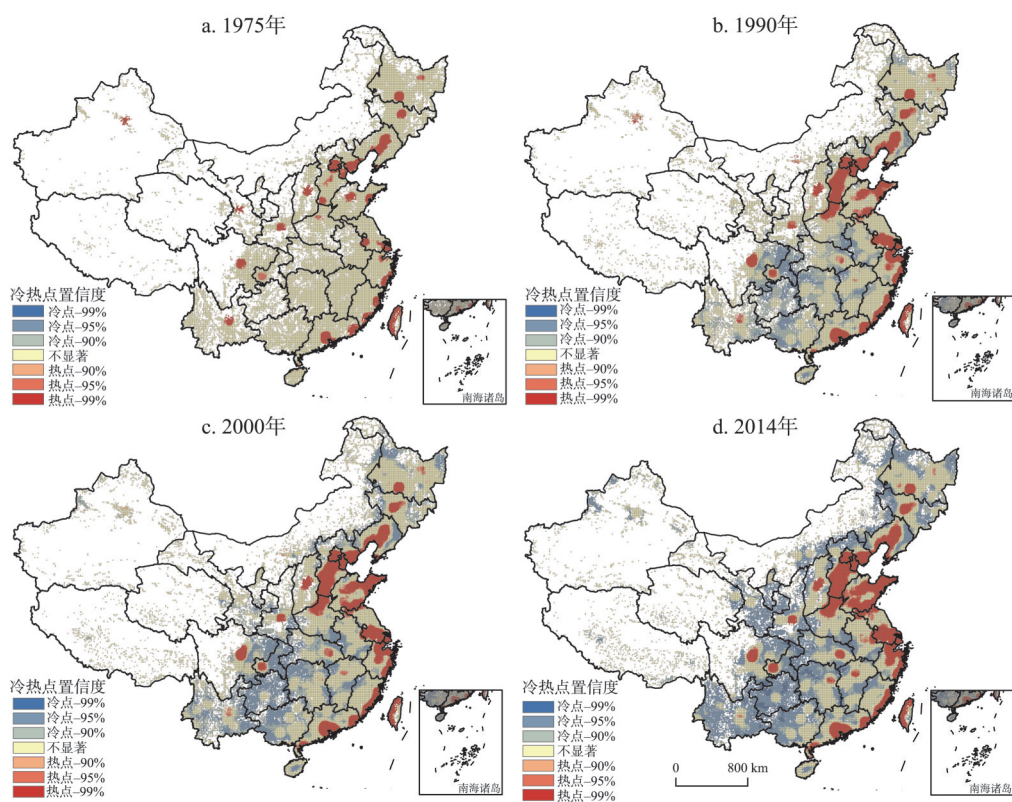 a. 1975年
冷热点置信度
冷点–99%
冷点–95%
冷点–90%
不显著
热点–90%
热点–95%
热点–99%
南海诸岛
b. 1990年
冷热点置信度
冷点–99%
冷点–95%
冷点–90%
不显著
热点–90%
热点–95%
热点–99%
南海诸岛
c. 2000年
冷热点置信度
冷点–99%
冷点–95%
冷点–90%
不显著
热点–90%
热点–95%
热点–99%
南海诸岛
d. 2014年
冷热点置信度
冷点–99%
冷点–95%
冷点–90%
不显著
热点–90%
热点–95%
热点–99%
0 800 km
南海诸岛